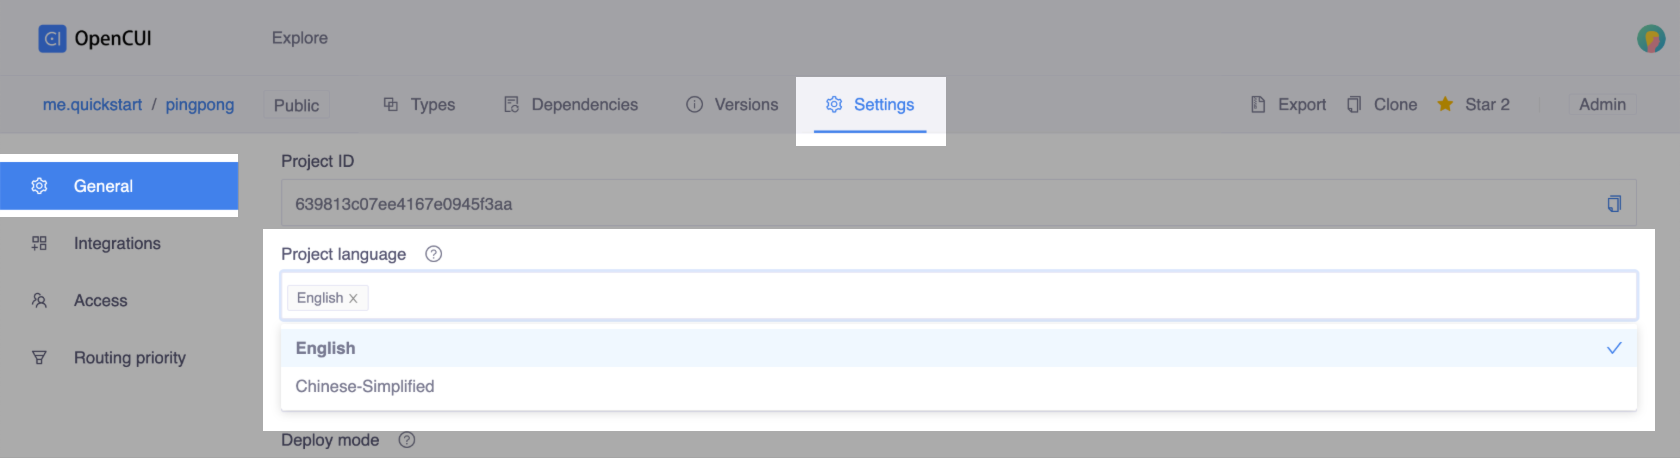 OpenCUI Explore
me.quickstart / pingpong Public Types Dependencies Versions Settings Export Clone Star 2 Admin
Project ID
General
639813c07ee4167e0945f3aa
Integrations
Project language
English
Access
English
Routing priority
Chinese-Simplified
Deploy mode